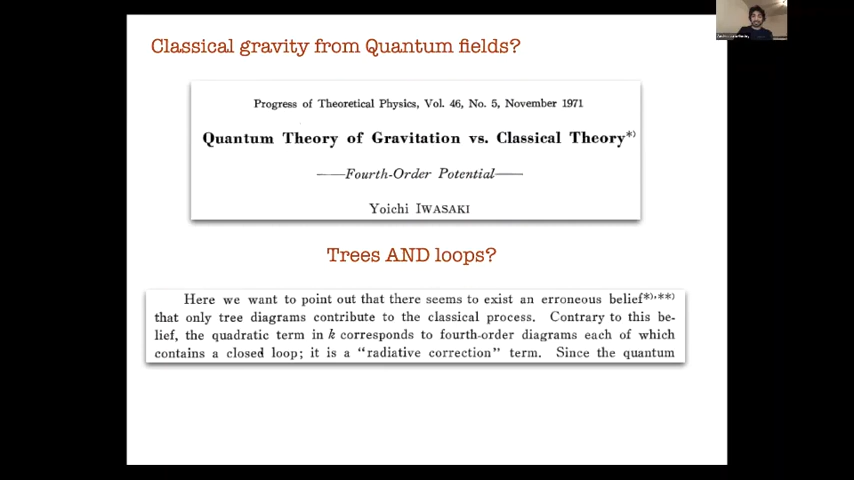 Classical gravity from Quantum fields?
Progress of Theoretical Physics, Vol. 46, No. 5, November 1971
Quantum Theory of Gravitation vs. Classical Theory*)
——Fourth-Order Potential——
Yoichi IWASAKI
Trees AND loops?
Here we want to point out that there seems to exist an erroneous belief*),**)
that only tree diagrams contribute to the classical process. Contrary to this be-
lief, the quadratic term in k corresponds to fourth-order diagrams each of which
contains a closed loop; it is a "radiative correction" term. Since the quantum